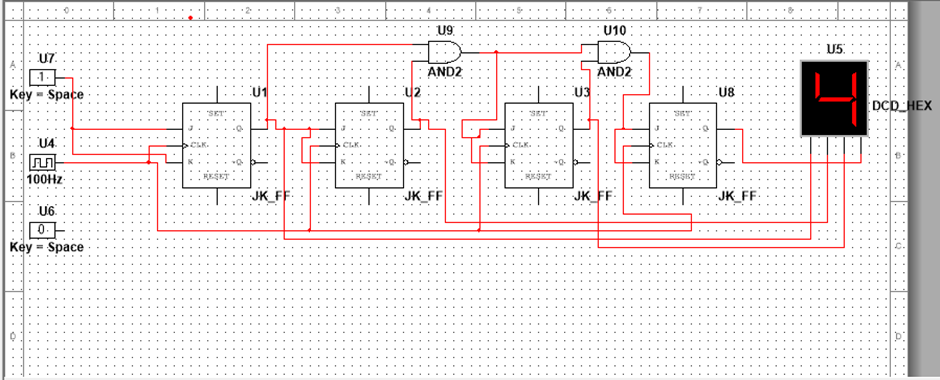 0 1 2 3 4 5 6 7 8
U9 U10
U7 U5
A A
1 AND2 AND2
Key = Space U1 U2 U3 U8 4 DCD_HEX
SET SET SET SET
U4 J Q J Q J Q J Q
B CLK CLK CLK CLK B
K ~Q K ~Q K ~Q K ~Q
100Hz RESET RESET RESET RESET
U6 JK_FF JK_FF JK_FF JK_FF
0
Key = Space
C C
D D